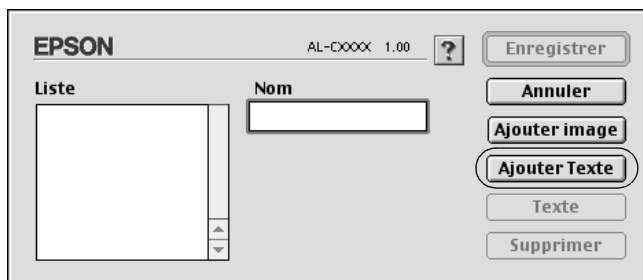 EPSON
AL-CXXXX 1.00
?
Enregistrer
Liste
Nom
Annuler
Ajouter image
Ajouter Texte
Texte
Supprimer